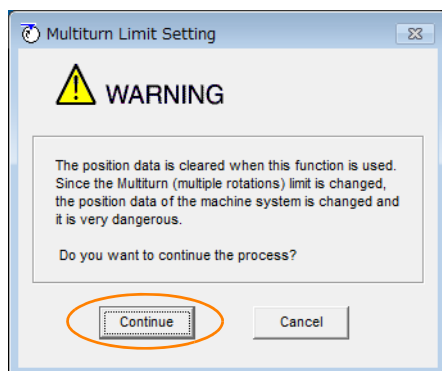 Multiturn Limit Setting
WARNING
The position data is cleared when this function is used.
Since the Multiturn (multiple rotations) limit is changed,
the position data of the machine system is changed and
it is very dangerous.
Do you want to continue the process?
Continue
Cancel